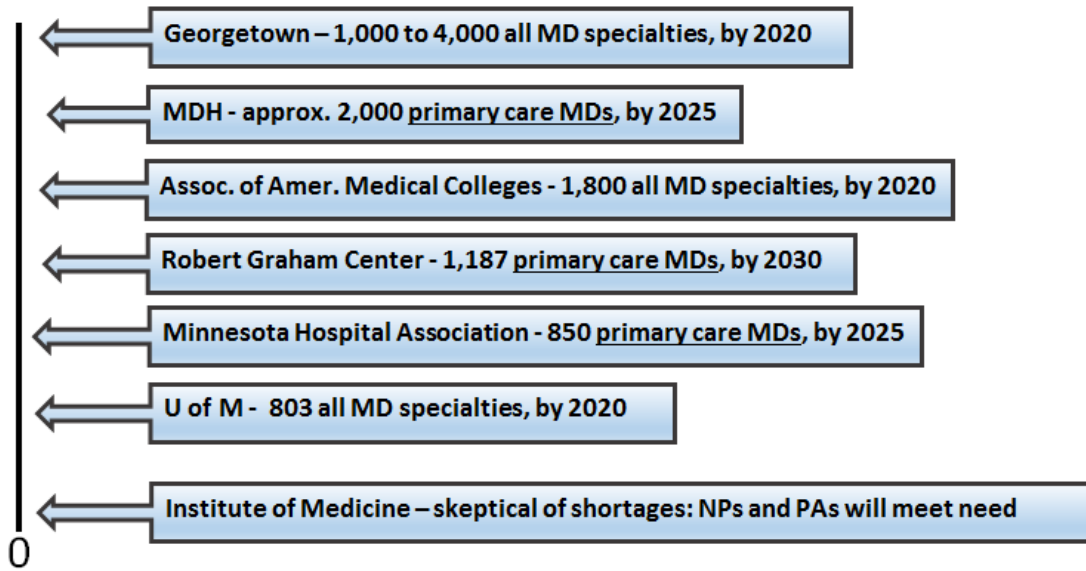 Georgetown – 1,000 to 4,000 all MD specialties, by 2020
MDH - approx. 2,000 primary care MDs, by 2025
Assoc. of Amer. Medical Colleges - 1,800 all MD specialties, by 2020
Robert Graham Center - 1,187 primary care MDs, by 2030
Minnesota Hospital Association - 850 primary care MDs, by 2025
U of M -  803 all MD specialties, by 2020
Institute of Medicine – skeptical of shortages: NPs and PAs will meet need
0